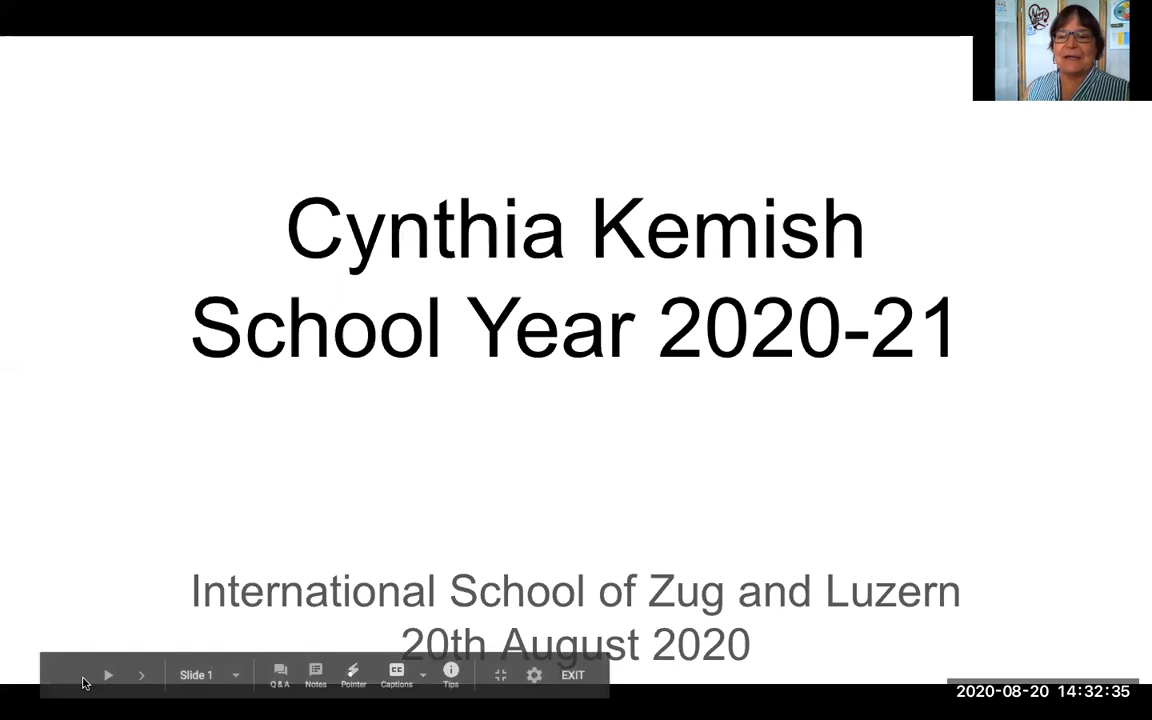 Cynthia Kemish
School Year 2020-21
International School of Zug and Luzern
20th August 2020
Slide 1
Q&A
Notes
Pointer
Captions
Tips
EXIT
2020-08-20 14:32:35